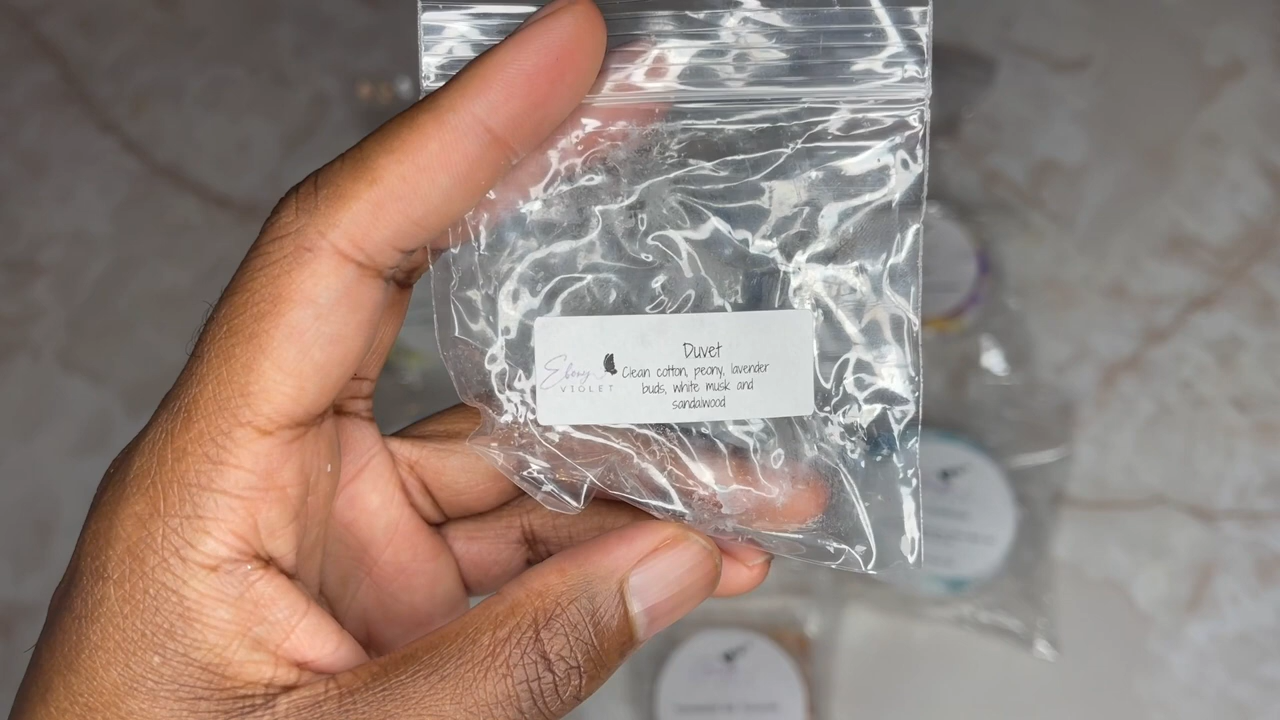 Ebony
VIOLET
Duvet
Clean cotton, peony, lavender
buds, white musk and
sandalwood